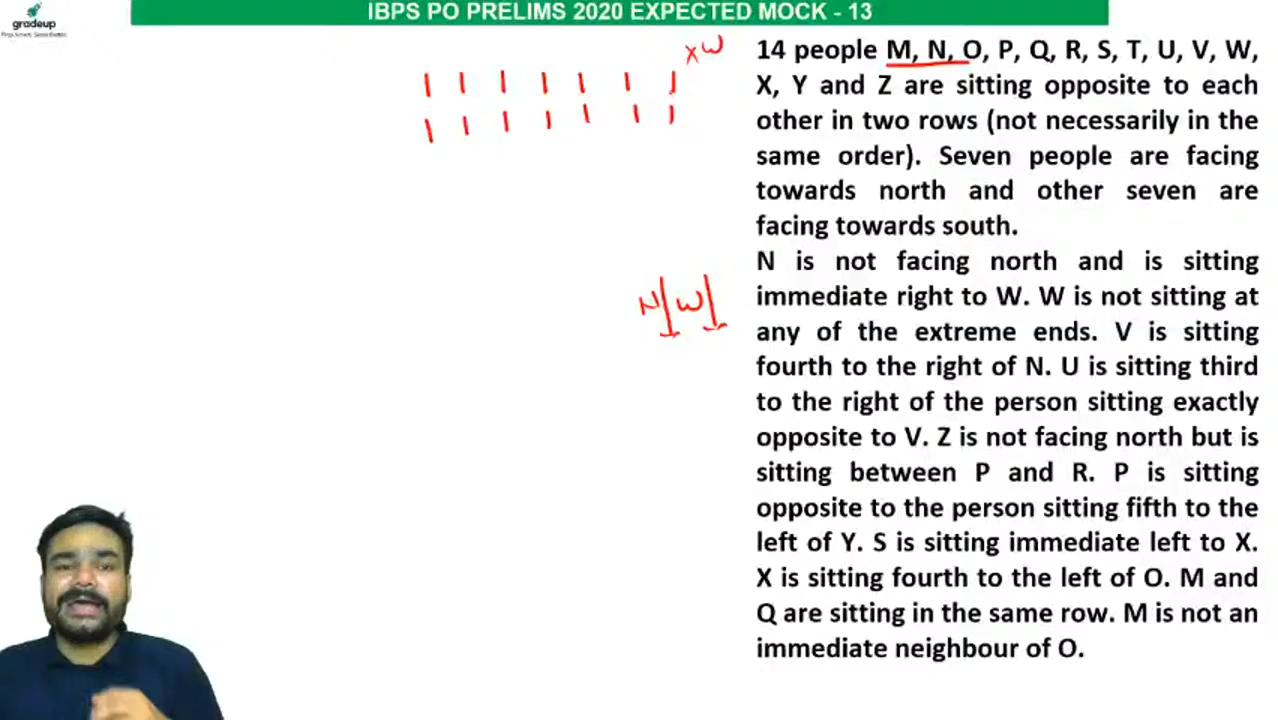 gradeup
IBPS PO PRELIMS 2020 EXPECTED MOCK - 13
14 people M, N, O, P, Q, R, S, T, U, V, W,
X, Y and Z are sitting opposite to each
other in two rows (not necessarily in the
same order). Seven people are facing
towards north and other seven are
facing towards south.
N is not facing north and is sitting
immediate right to W. W is not sitting at
any of the extreme ends. V is sitting
fourth to the right of N. U is sitting third
to the right of the person sitting exactly
opposite to V. Z is not facing north but is
sitting between P and R. P is sitting
opposite to the person sitting fifth to the
left of Y. S is sitting immediate left to X.
X is sitting fourth to the left of O. M and
Q are sitting in the same row. M is not an
immediate neighbour of O.
x W
N W